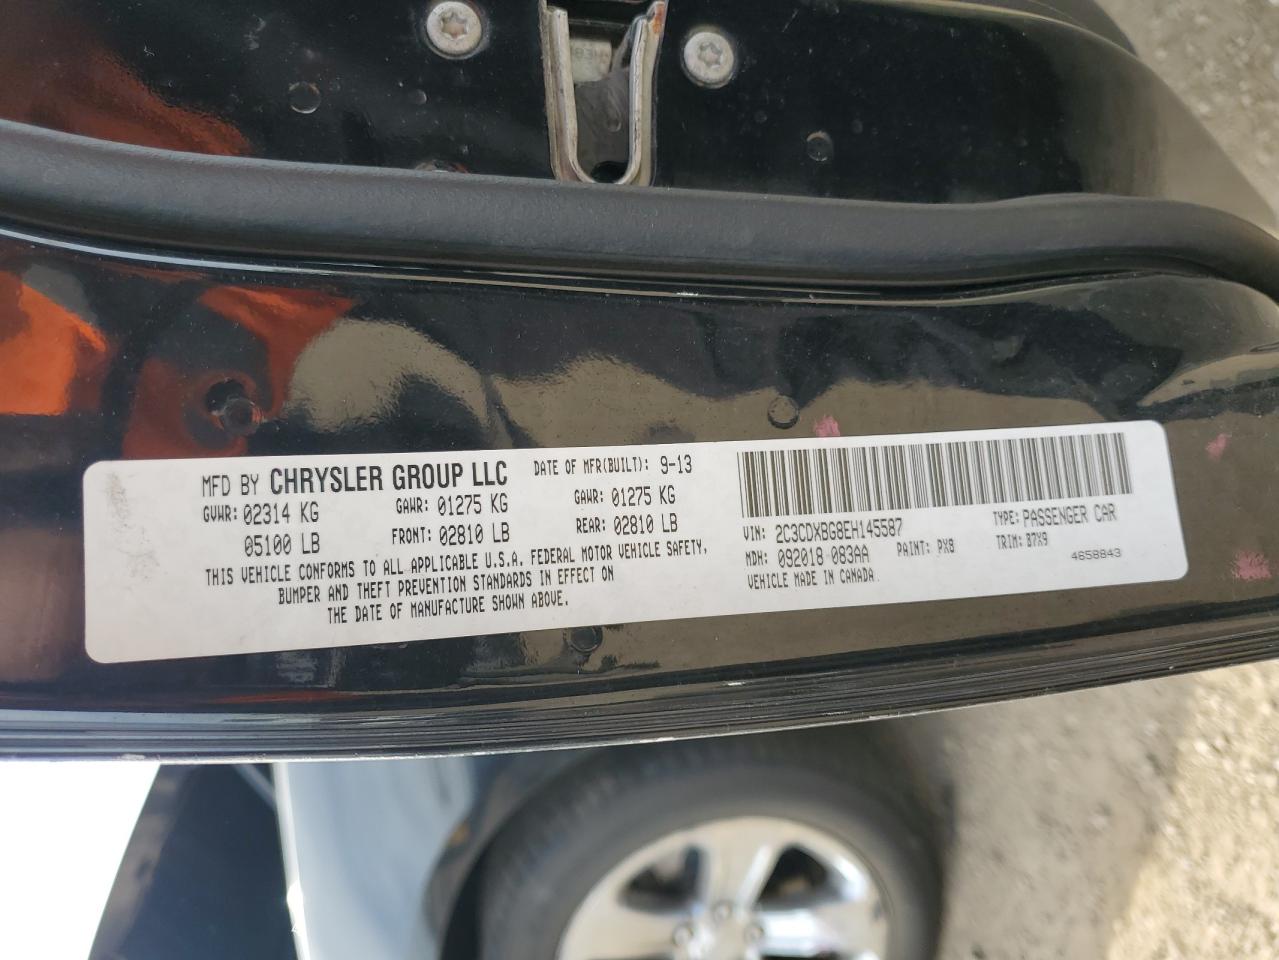 MFD BY CHRYSLER GROUP LLC DATE OF MFR(BUILT): 9-13
GVWR: 02314 KG GAWR: 01275 KG GAWR: 01275 KG
05100 LB FRONT: 02810 LB REAR: 02810 LB
THIS VEHICLE CONFORMS TO ALL APPLICABLE U.S.A. FEDERAL MOTOR VEHICLE SAFETY,
BUMPER AND THEFT PREVENTION STANDARDS IN EFFECT ON
THE DATE OF MANUFACTURE SHOWN ABOVE.
VIN: 2C3CDXBG8EH145587 TYPE: PASSENGER CAR
MDH: 092018 083AA PAINT: PX8 TRIM: B7X9
VEHICLE MADE IN CANADA. 4658843